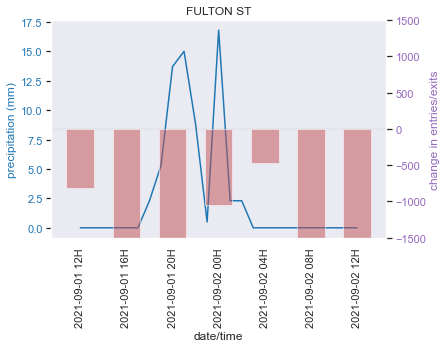 FULTON ST
17.5
15.0
12.5
10.0
7.5
5.0
2.5
0.0
precipitation (mm)
1500
1000
500
0
−500
−1000
−1500
change in entries/exits
2021-09-01 12H
2021-09-01 16H
2021-09-01 20H
2021-09-02 00H
2021-09-02 04H
2021-09-02 08H
2021-09-02 12H
date/time